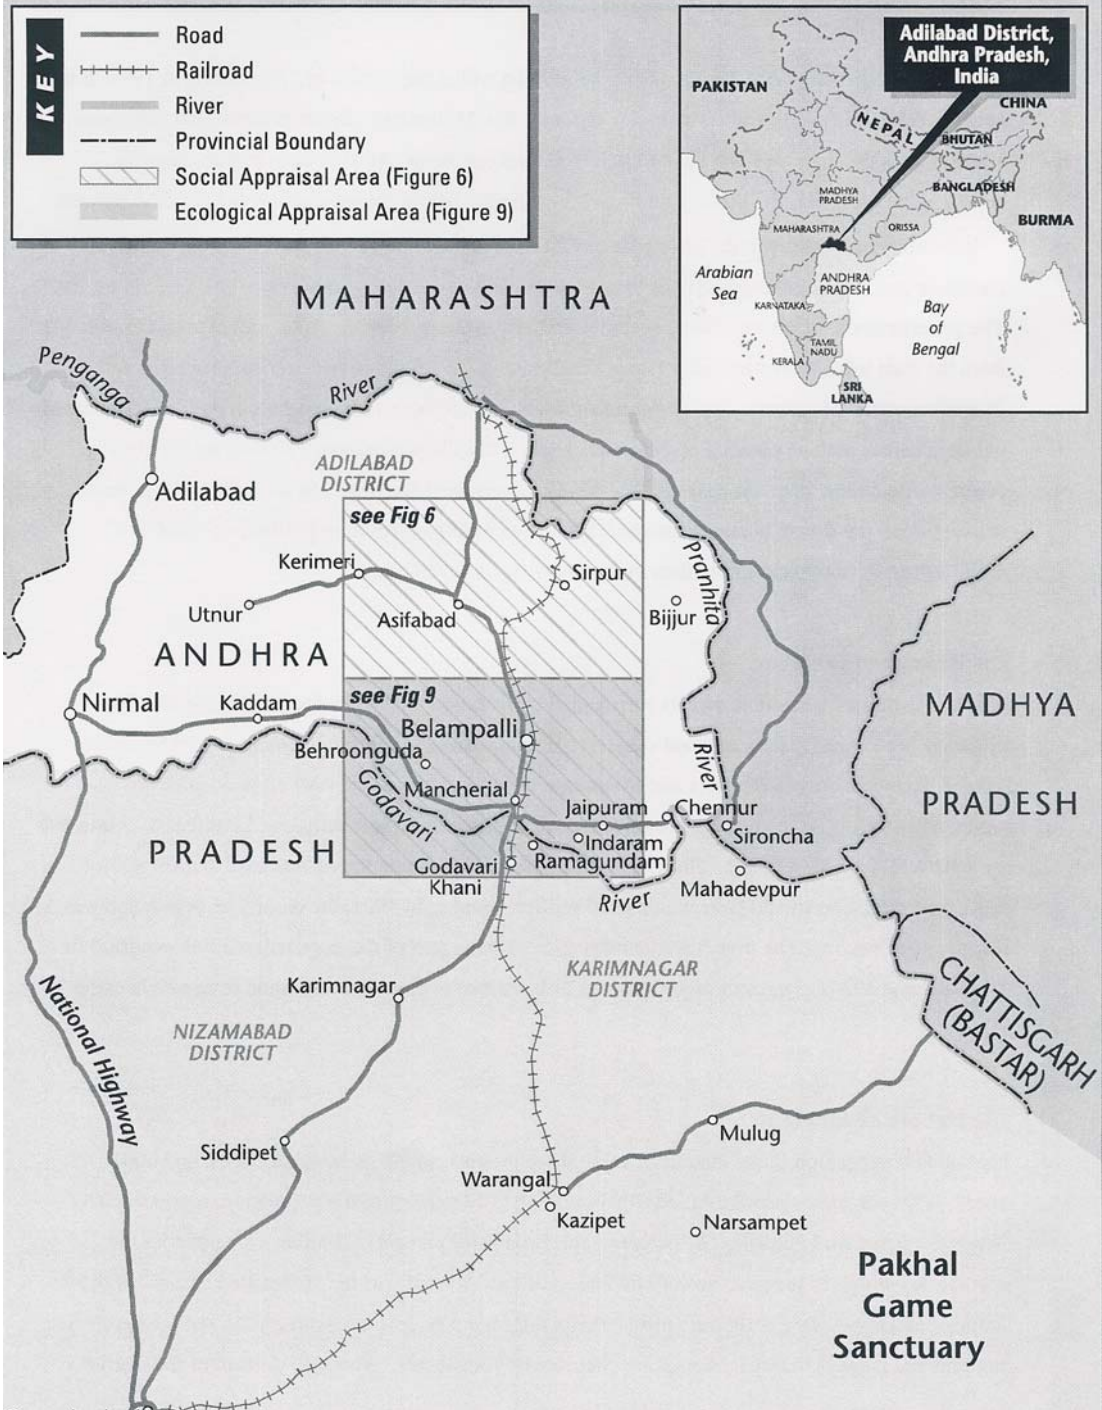 KEY
Road
Railroad
River
Provincial Boundary
Social Appraisal Area (Figure 6)
Ecological Appraisal Area (Figure 9)
Adilabad District,
Andhra Pradesh,
India
PAKISTAN
CHINA
NEPAL
BHUTAN
BANGLADESH
BURMA
MADHYA
PRADESH
MAHARASHTRA
ORISSA
Arabian
Sea
ANDHRA
PRADESH
KARNATAKA
Bay
of
Bengal
TAMIL
NADU
KERALA
SRI
LANKA
MAHARASHTRA
Penganga
River
ADILABAD
DISTRICT
Adilabad
see Fig 6
Kerimeri
Sirpur
Pranhita
Utnur
Asifabad
Bijjur
ANDHRA
see Fig 9
Nirmal
Kaddam
MADHYA
Belampalli
Behroonguda
River
Godavari
Mancherial
Jaipuram
Chennur
PRADESH
Sironcha
Indaram
PRADESH
Ramagundam
Godavari
Khani
Mahadevpur
River
KARIMNAGAR
DISTRICT
CHATTISGARH
(BASTAR)
Karimnagar
National Highway
NIZAMABAD
DISTRICT
Mulug
Siddipet
Warangal
Kazipet
Narsampet
Pakhal
Game
Sanctuary